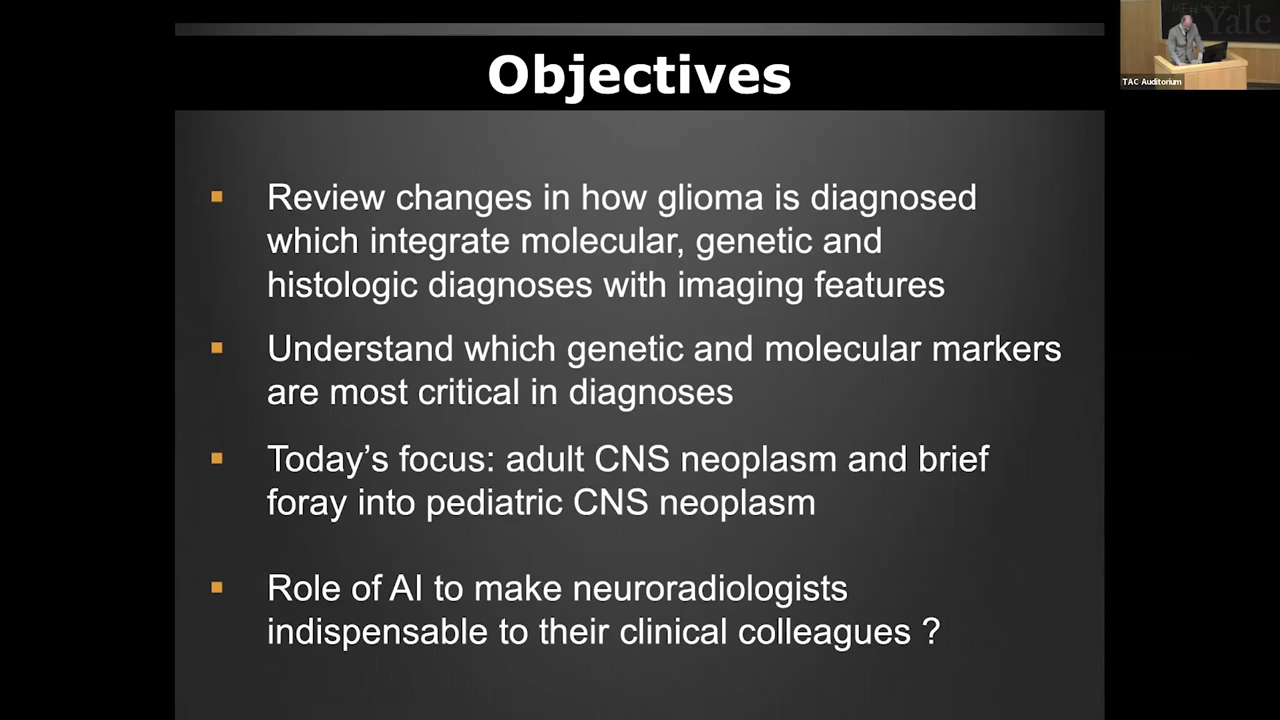 Objectives
Review changes in how glioma is diagnosed
which integrate molecular, genetic and
histologic diagnoses with imaging features
Understand which genetic and molecular markers
are most critical in diagnoses
Today’s focus: adult CNS neoplasm and brief
foray into pediatric CNS neoplasm
Role of AI to make neuroradiologists
indispensable to their clinical colleagues ?
Yale
TAC Auditorium